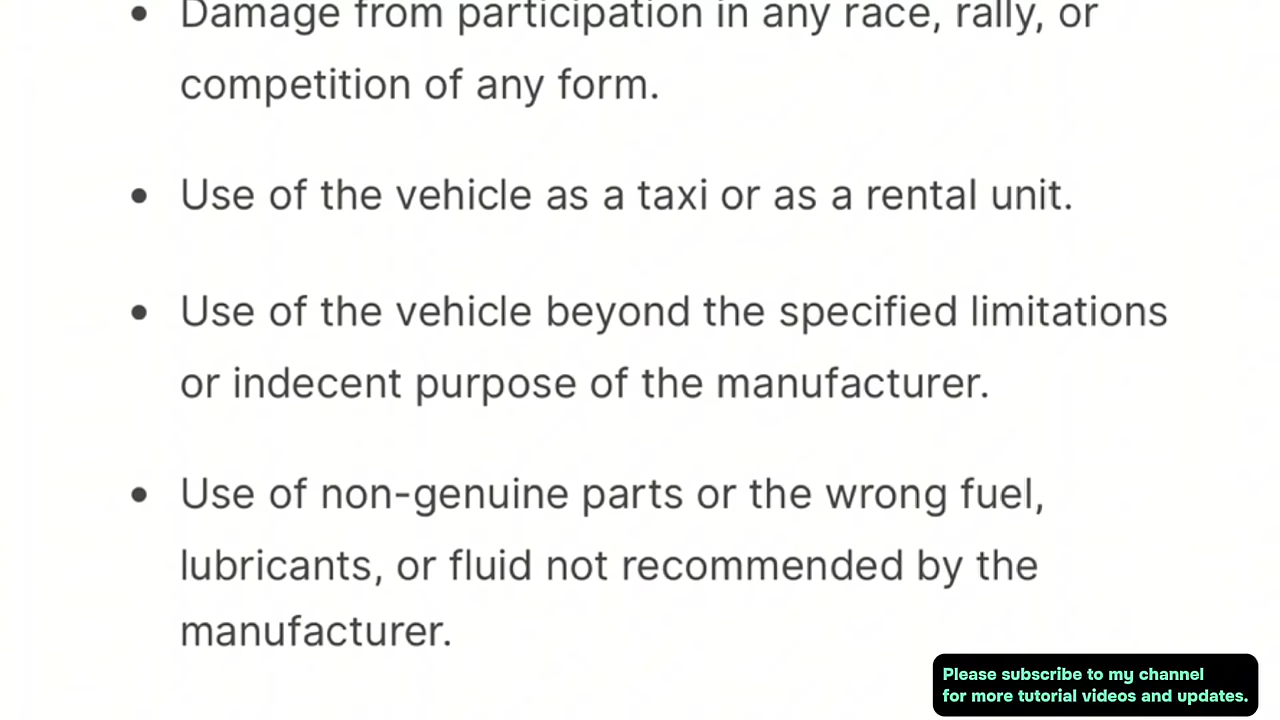 • Damage from participation in any race, rally, or
competition of any form.
• Use of the vehicle as a taxi or as a rental unit.
• Use of the vehicle beyond the specified limitations
or indecent purpose of the manufacturer.
• Use of non-genuine parts or the wrong fuel,
lubricants, or fluid not recommended by the
manufacturer.
Please subscribe to my channel
for more tutorial videos and updates.